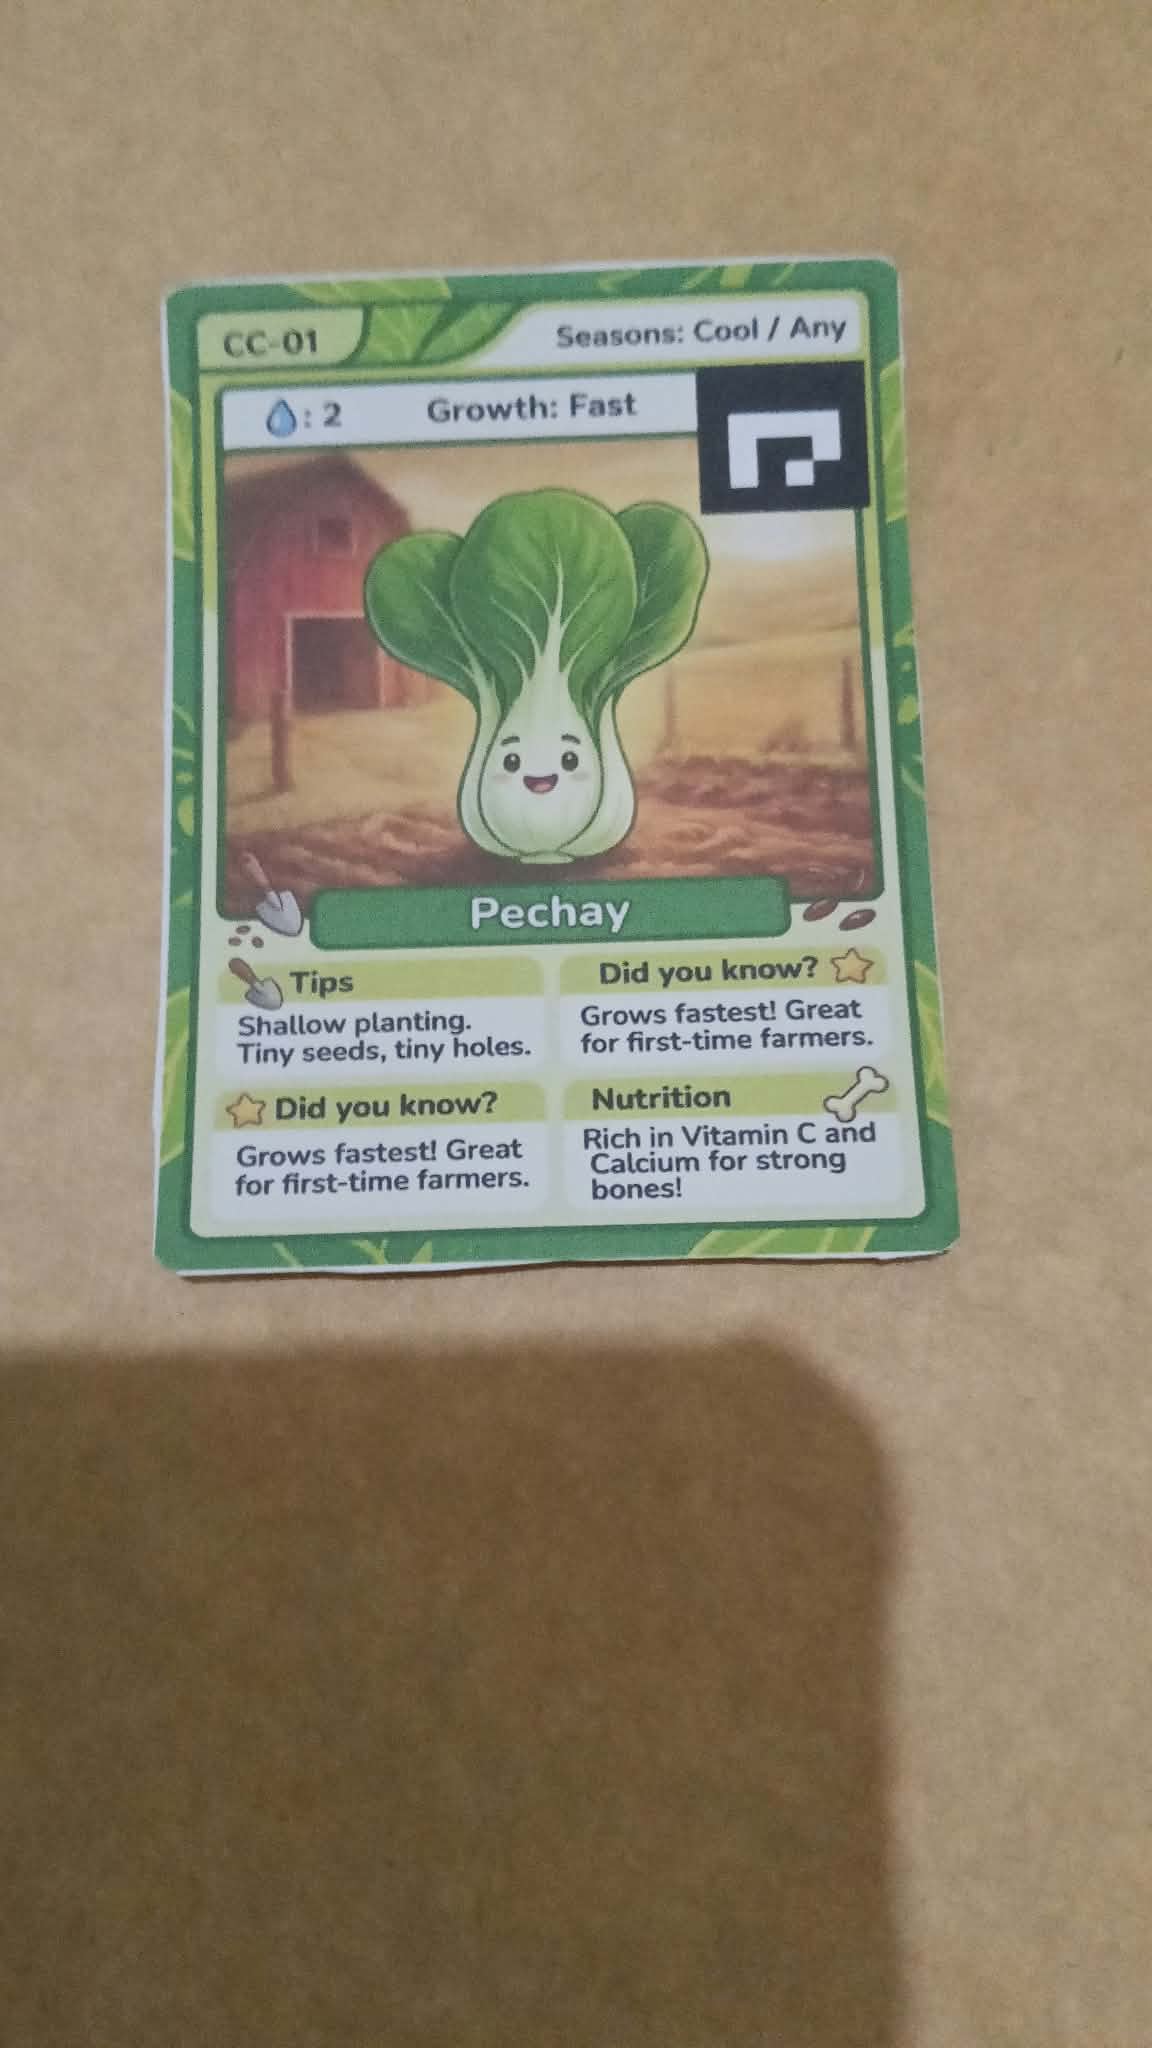 CC-01
Seasons: Cool / Any
: 2
Growth: Fast
Pechay
Tips
Shallow planting.
Tiny seeds, tiny holes.
Did you know?
Grows fastest! Great
for first-time farmers.
Did you know?
Grows fastest! Great
for first-time farmers.
Nutrition
Rich in Vitamin C and
Calcium for strong
bones!